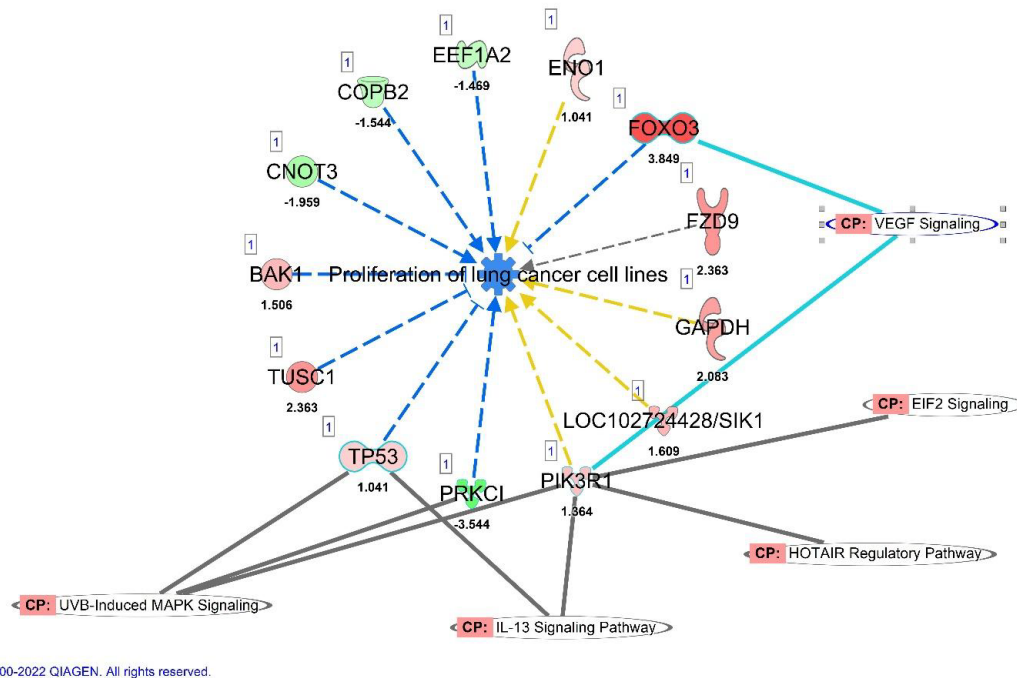 1
EEF1A2
-1.469
1
ENO1
1.041
1
COPB2
-1.544
1
FOXO3
3.849
1
CNOT3
-1.959
1
FZD9
2.363
CP: VEGF Signaling
1
BAK1
1.506
Proliferation of lung cancer cell lines
1
GAPDH
2.083
1
TUSC1
2.363
1
LOC102724428/SIK1
1.609
CP: EIF2 Signaling
1
TP53
1.041
1
PRKCI
-3.544
1
PIK3R1
1.364
CP: HOTAIR Regulatory Pathway
CP: UVB-Induced MAPK Signaling
CP: IL-13 Signaling Pathway
00-2022 QIAGEN. All rights reserved.